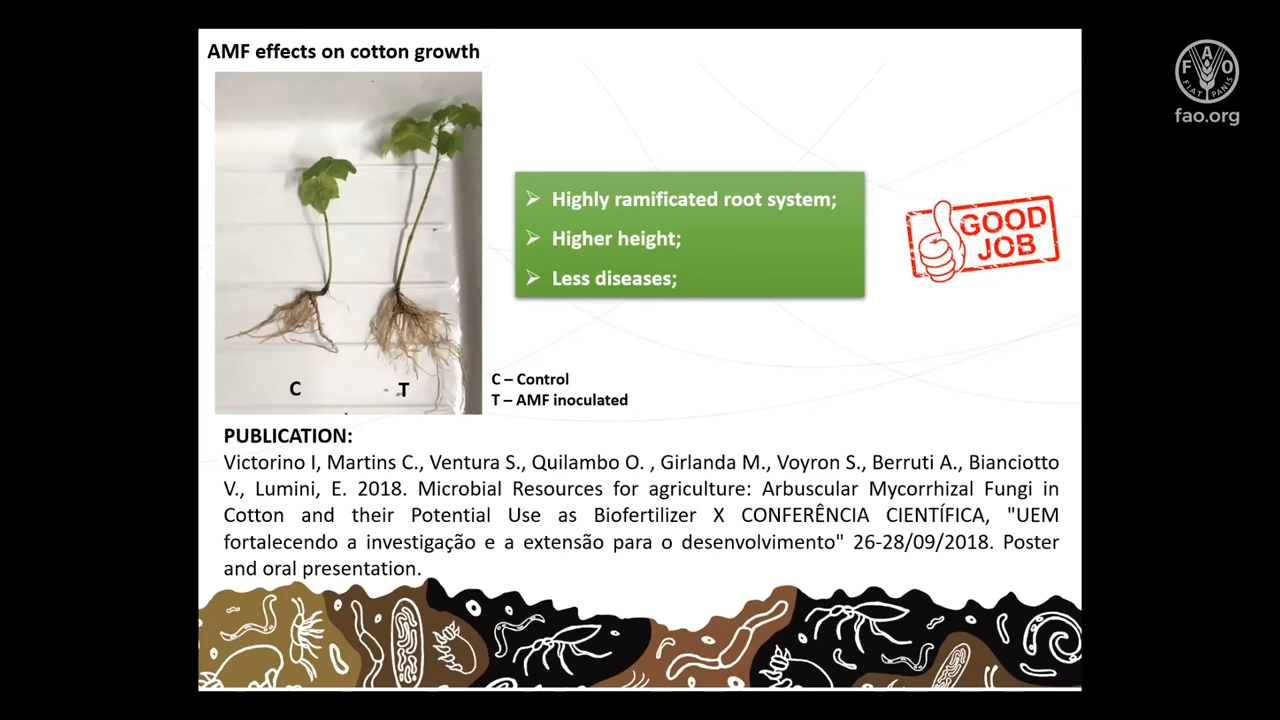 AMF effects on cotton growth
F A O
FIAT PANIS
fao.org
➢ Highly ramificated root system;
➢ Higher height;
➢ Less diseases;
GOOD
JOB
C T
C – Control
T – AMF inoculated
PUBLICATION:
Victorino I, Martins C., Ventura S., Quilambo O. , Girlanda M., Voyron S., Berruti A., Bianciotto
V., Lumini, E. 2018. Microbial Resources for agriculture: Arbuscular Mycorrhizal Fungi in
Cotton and their Potential Use as Biofertilizer X CONFERÊNCIA CIENTÍFICA, "UEM
fortalecendo a investigação e a extensão para o desenvolvimento" 26-28/09/2018. Poster
and oral presentation.